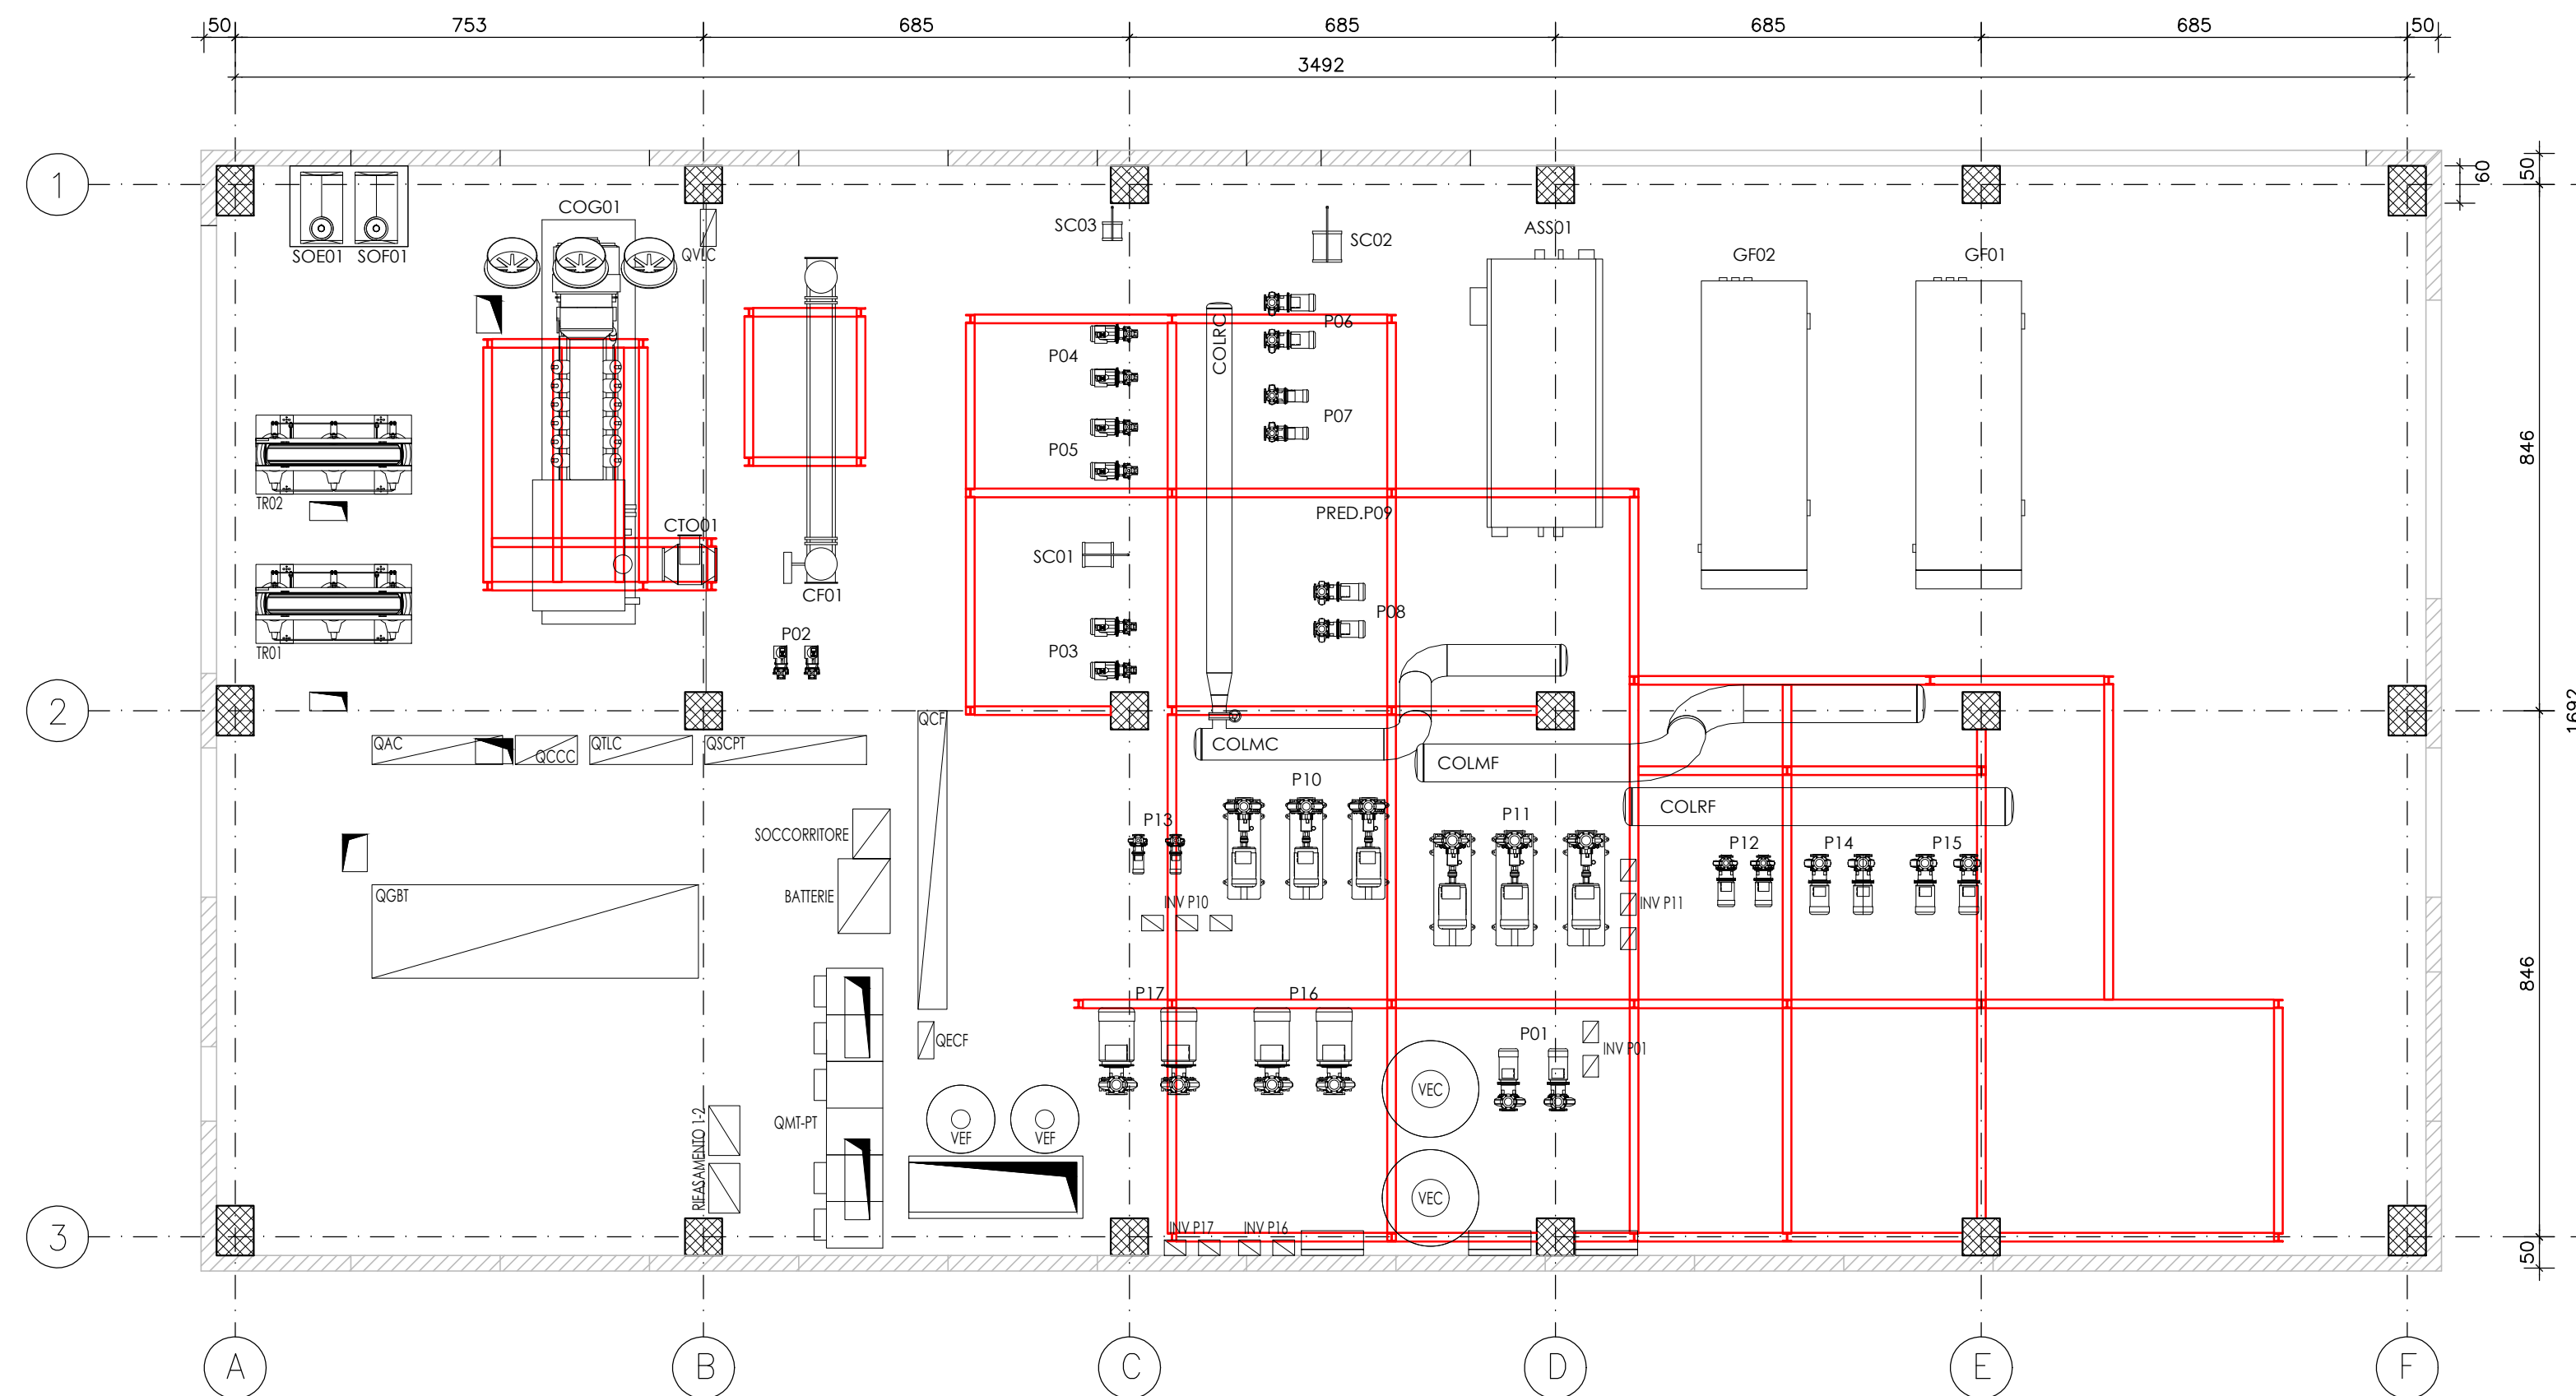 50 753 685 685 685 685 50
3492
1
COG01
SOE01 SOF01
QVLC
SC03
SC02
ASS01
GF02
GF01
60
50
COLRC
P06
P04
P07
P05
846
TR02
CTO01
PRED.P09
SC01
CF01
P08
P02
TR01
P03
2
1692
QAC
QCCC
QTLC
QSCPT
QCF
COLMC
COLMF
COLRF
P10
P13
P11
P12
P14
P15
SOCCORRITORE
BATTERIE
QGBT
INV P10
INV P11
846
P17
P16
P01
INV P01
QECF
VEC
VEF
VEF
QMT-PT
RIFASAMENTO 1-2
VEC
INV P17
INV P16
3
50
A B C D E F